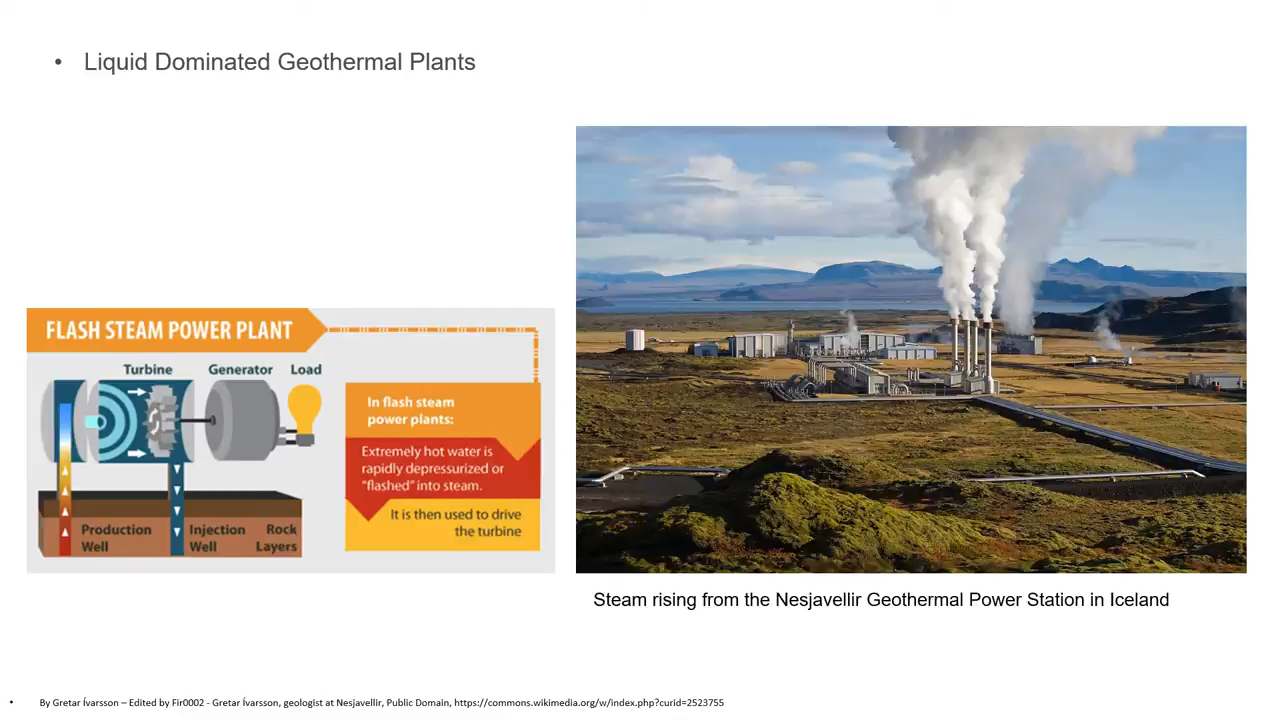 • Liquid Dominated Geothermal Plants
FLASH STEAM POWER PLANT
Turbine
Generator
Load
In flash steam
power plants:
Extremely hot water is
rapidly depressurized or
"flashed" into steam.
It is then used to drive
the turbine
Production
Well
Injection
Well
Rock
Layers
Steam rising from the Nesjavellir Geothermal Power Station in Iceland
• By Gretar Ívarsson – Edited by Fir0002 - Gretar Ívarsson, geologist at Nesjavellir, Public Domain, https://commons.wikimedia.org/w/index.php?curid=2523755